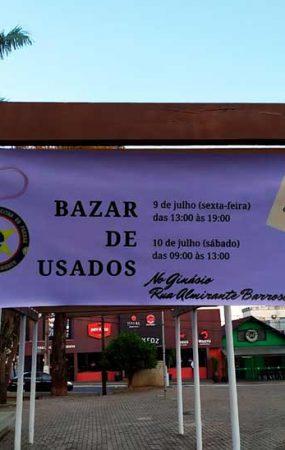 BAZAR
DE
USADOS
9 de julho (sexta-feira)
das 13:00 às 19:00
10 de julho (sábado)
das 09:00 às 13:00
No Ginásio
Rua Almirante Barroso